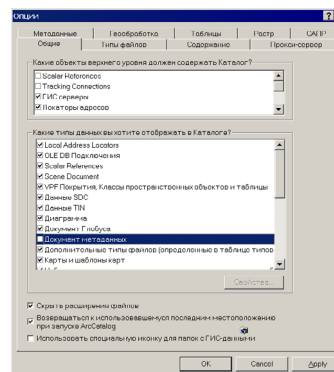 Опции
Метаданные Геообработка Таблицы Растр САПР
Общие Типы файлов Содержание Прокси-сервер
Какие объекты верхнего уровня должен содержать Каталог?
Scalar References
Tracking Connections
ГИС серверы
Локаторы адресов
Какие типы данных вы хотите отображать в Каталоге?
Local Address Locators
OLE DB Подключения
Scalar References
Scene Document
VPF Покрытия, Классы пространственных объектов и таблицы
Данные SDC
Данные TIN
Диаграмма
Документ Глобуса
Документ метаданных
Дополнительные типы файлов (определенные в таблице типов
Карты и шаблоны карт
Свойства...
Скрыть расширения файлов
Возвращаться к использовавшемуся последним местоположению
при запуске ArcCatalog
Использовать специальную иконку для папок с ГИС-данными
OK Cancel Apply